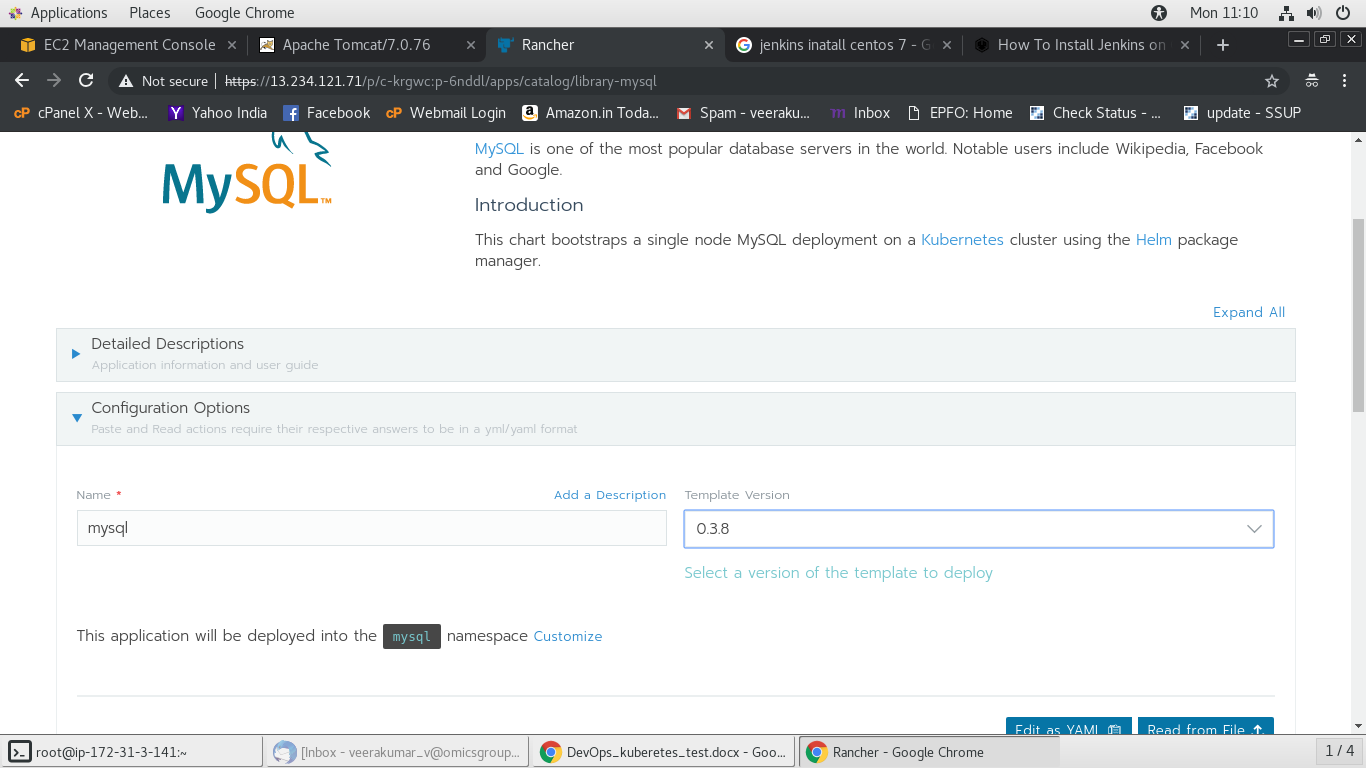 Applications Places Google Chrome Mon 11:10
EC2 Management Console Apache Tomcat/7.0.76 Rancher jenkins inatall centos 7 - G How To Install Jenkins on
Not secure https://13.234.121.71/p/c-krgwc:p-6nddl/apps/catalog/library-mysql
cPanel X - Web... Yahoo India Facebook Webmail Login Amazon.in Toda... Spam - veeraku... Inbox EPFO: Home Check Status - ... update - SSUP
MySQL™
MySQL is one of the most popular database servers in the world. Notable users include Wikipedia, Facebook
and Google.
Introduction
This chart bootstraps a single node MySQL deployment on a Kubernetes cluster using the Helm package
manager.
Expand All
Detailed Descriptions
Application information and user guide
Configuration Options
Paste and Read actions require their respective answers to be in a yml/yaml format
Name * Add a Description Template Version
mysql 0.3.8
Select a version of the template to deploy
This application will be deployed into the mysql namespace Customize
Edit as YAML Read from File
root@ip-172-31-3-141:~ [Inbox - veerakumar_v@omicsgroup... DevOps_kuberetes_test.docx - Goo... Rancher - Google Chrome 1 / 4